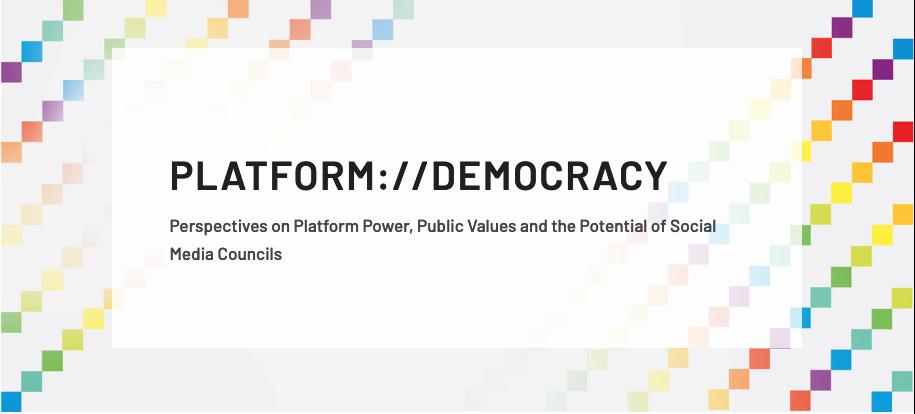 PLATFORM://DEMOCRACY
Perspectives on Platform Power, Public Values and the Potential of Social
Media Councils